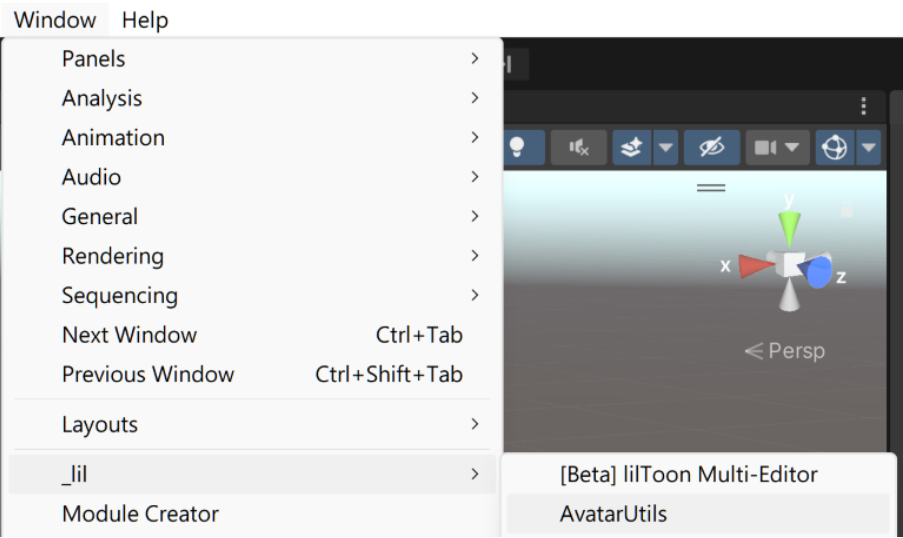 Window Help
Panels
Analysis
Animation
Audio
General
Rendering
Sequencing
Next Window Ctrl+Tab
Previous Window Ctrl+Shift+Tab
Layouts
_lil
[Beta] lilToon Multi-Editor
Module Creator
AvatarUtils
y
x
z
Persp